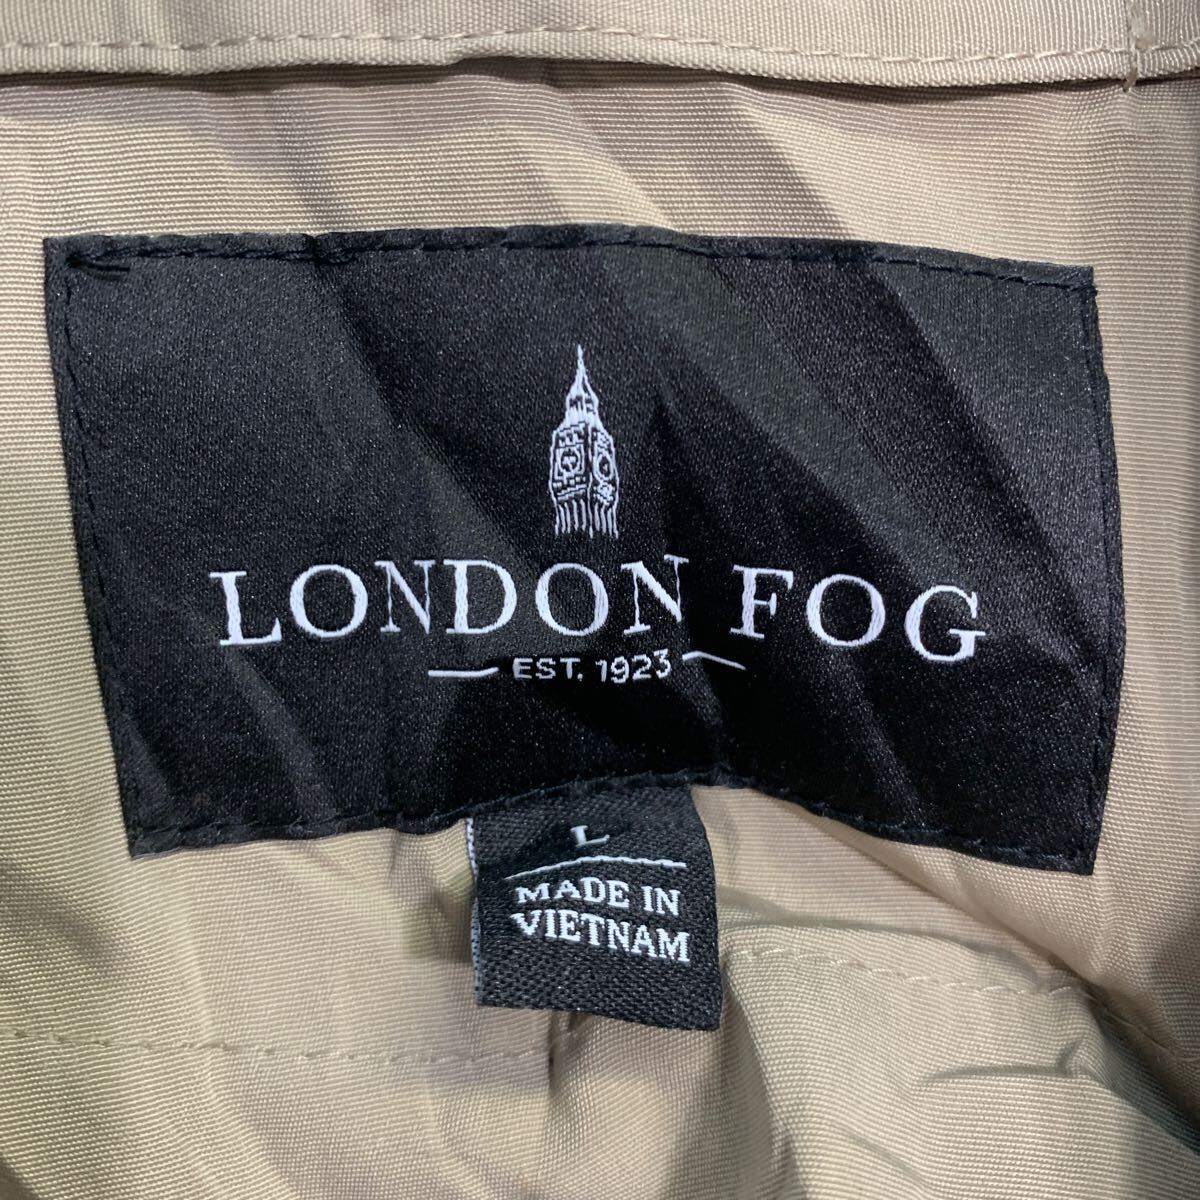 LONDON FOG
EST. 1923
L
MADE IN
VIETNAM